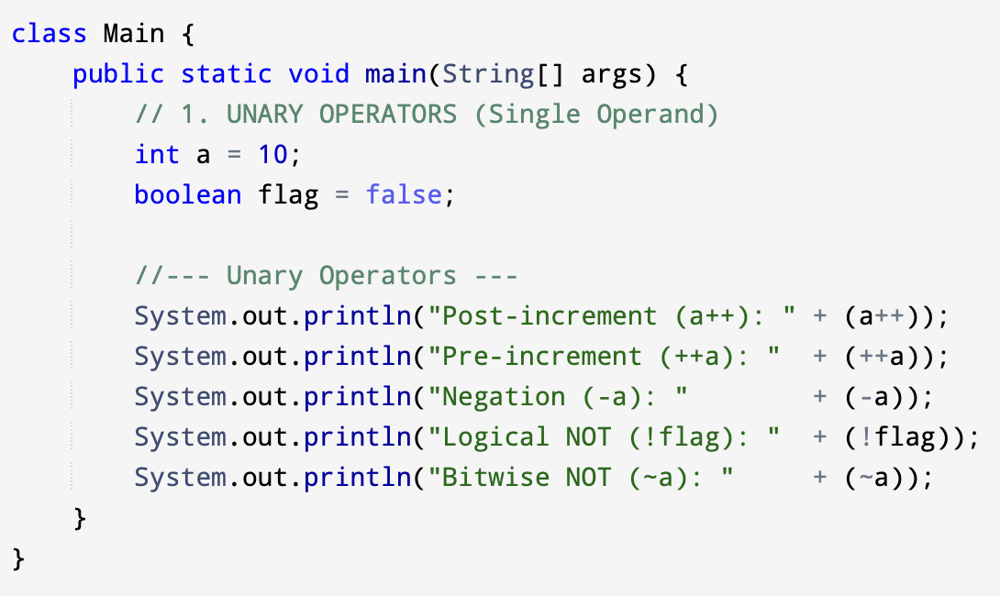 class Main {
    public static void main(String[] args) {
        // 1. UNARY OPERATORS (Single Operand)
        int a = 10;
        boolean flag = false;

        //--- Unary Operators ---
        System.out.println("Post-increment (a++): " + (a++));
        System.out.println("Pre-increment (++a): "  + (++a));
        System.out.println("Negation (-a): "        + (-a));
        System.out.println("Logical NOT (!flag): "  + (!flag));
        System.out.println("Bitwise NOT (~a): "     + (~a));
    }
}